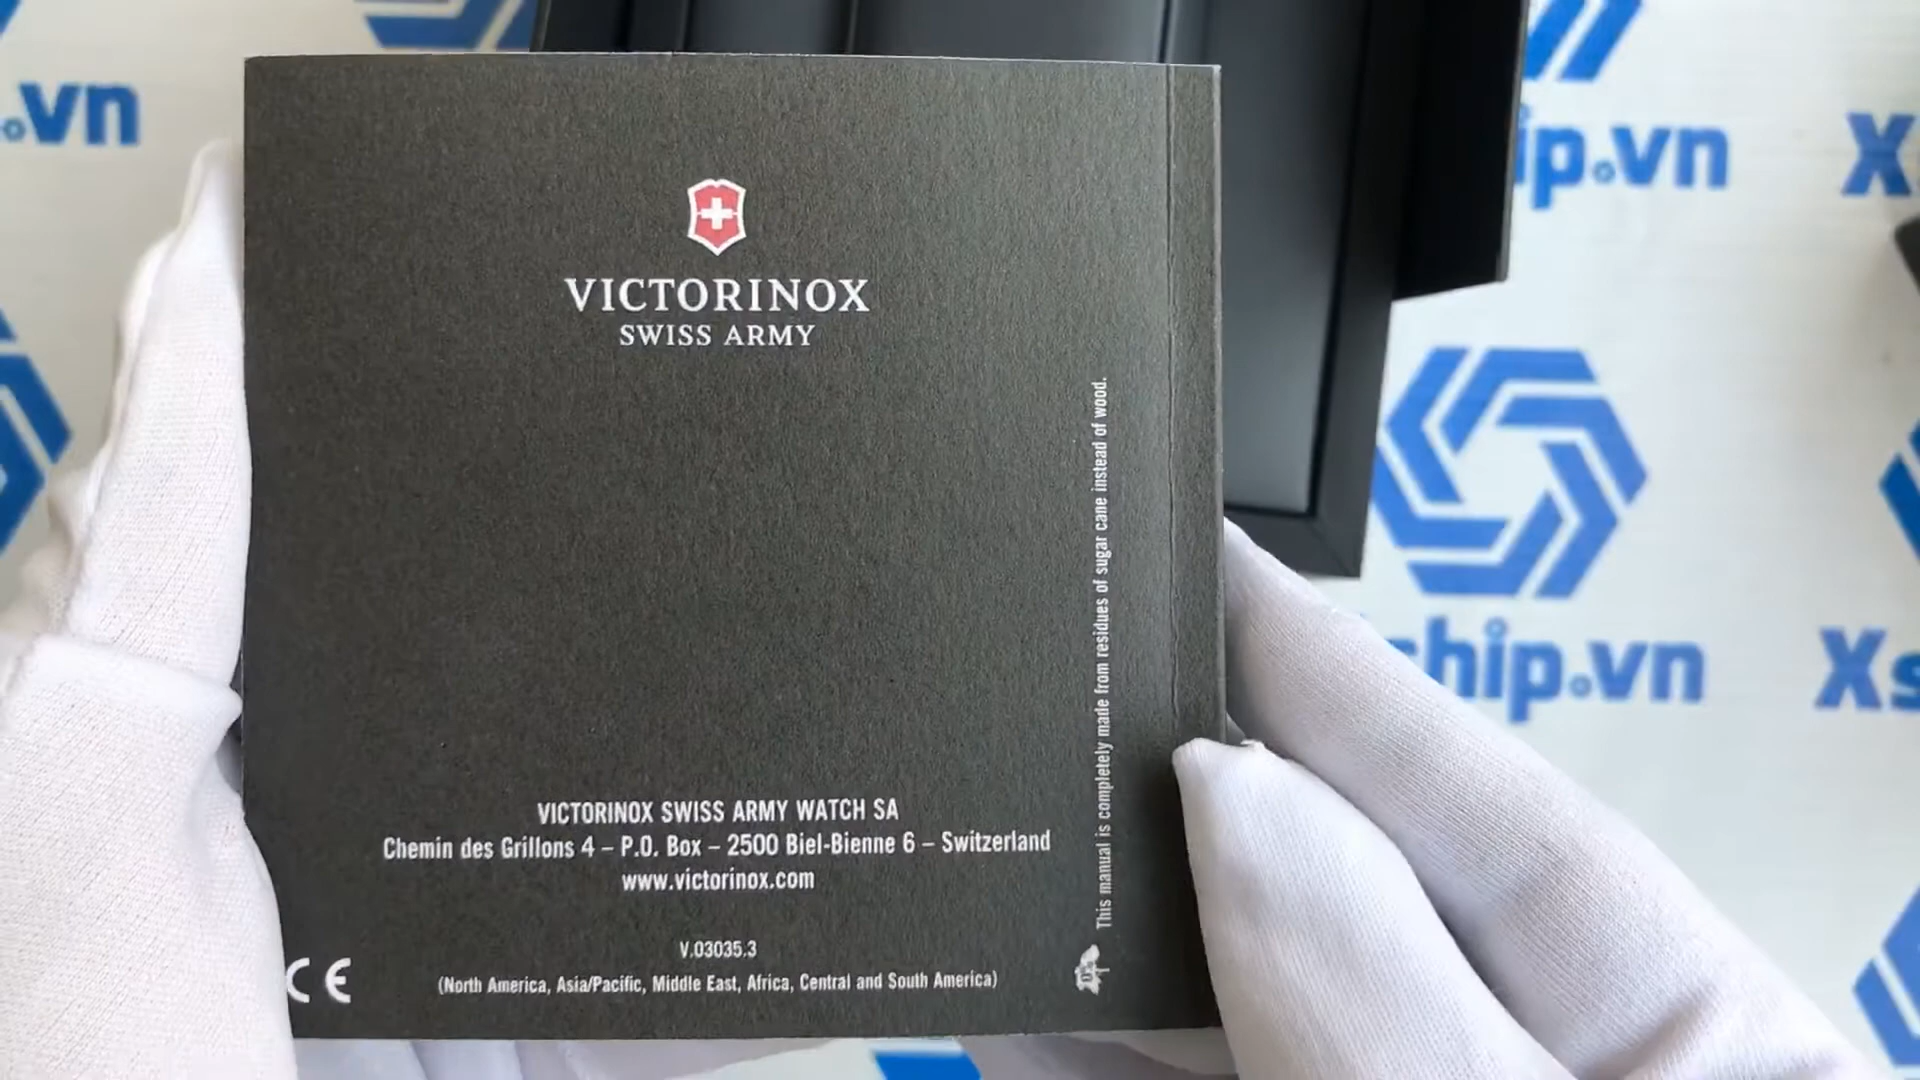 VICTORINOX
SWISS ARMY
This manual is completely made from residues of sugar cane instead of wood.
VICTORINOX SWISS ARMY WATCH SA
Chemin des Grillons 4 – P.O. Box – 2500 Biel-Bienne 6 – Switzerland
www.victorinox.com
V.03035.3
(North America, Asia/Pacific, Middle East, Africa, Central and South America)
CE
.vn
ip.vn
X
ship.vn
Xs